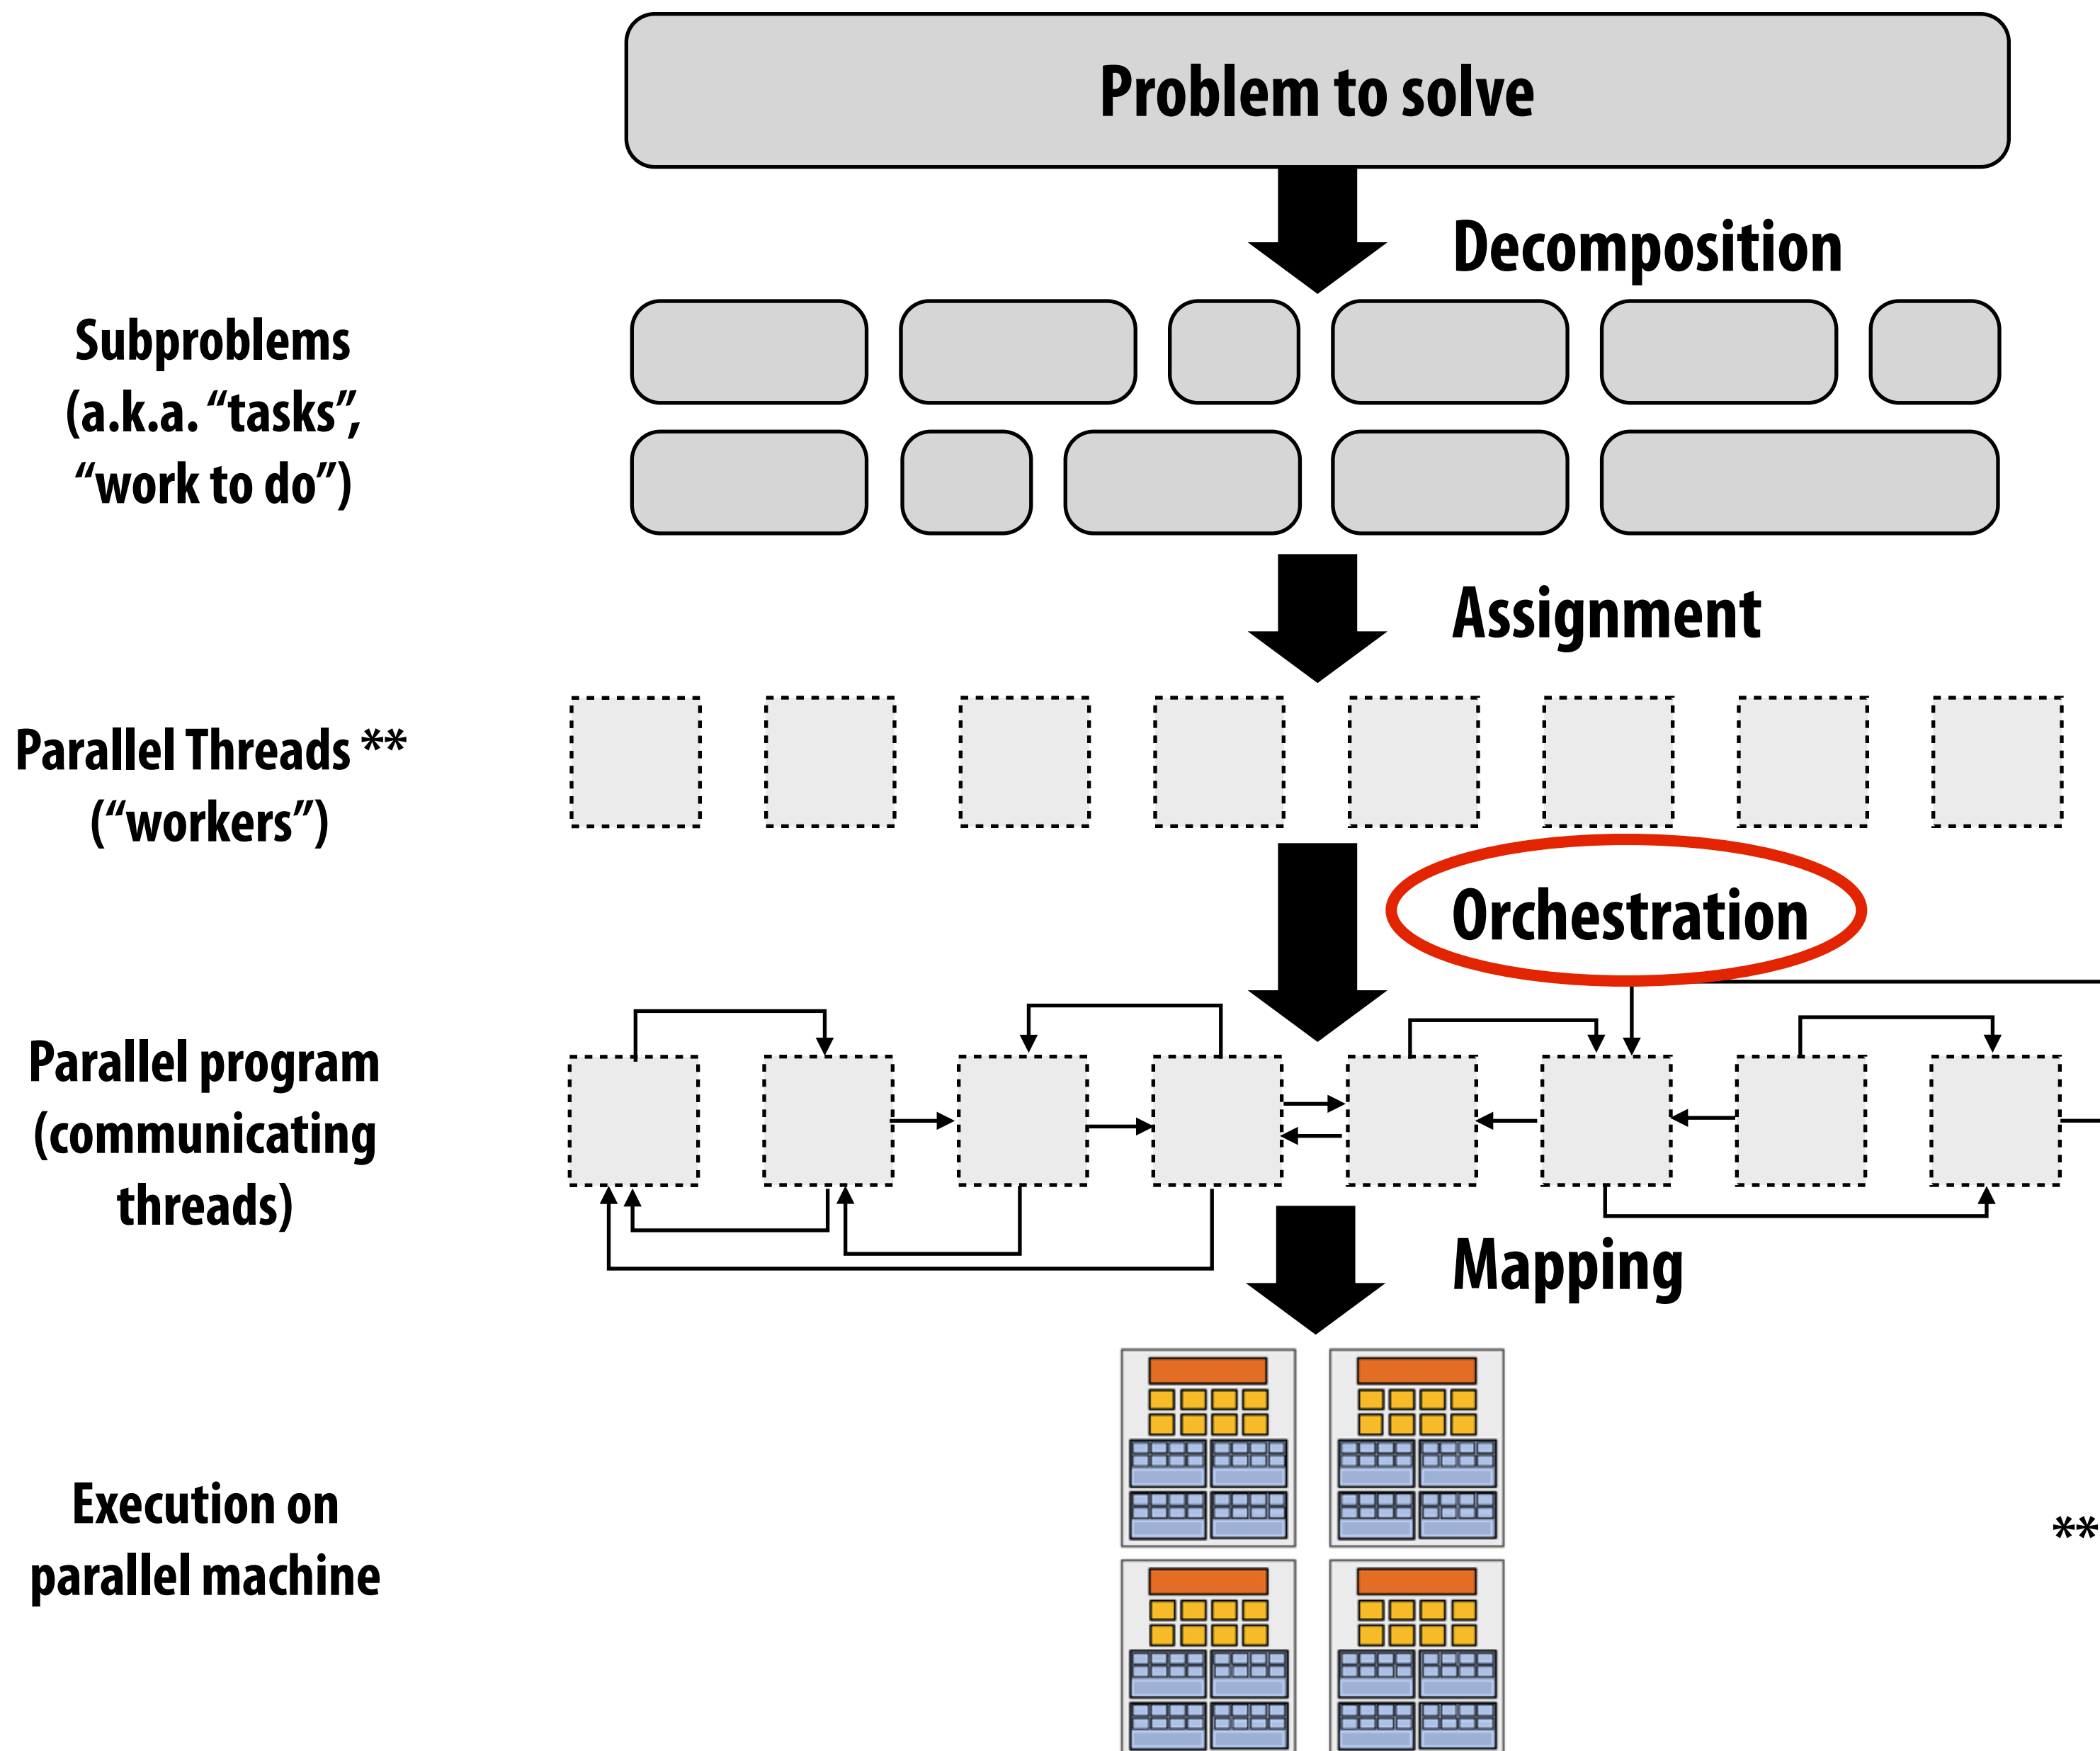 Problem to solve
Decomposition
Subproblems
(a.k.a. “tasks”,
“work to do”)
Assignment
Parallel Threads **
(“workers”)
Orchestration
Parallel program
(communicating
threads)
Mapping
Execution on
parallel machine
**